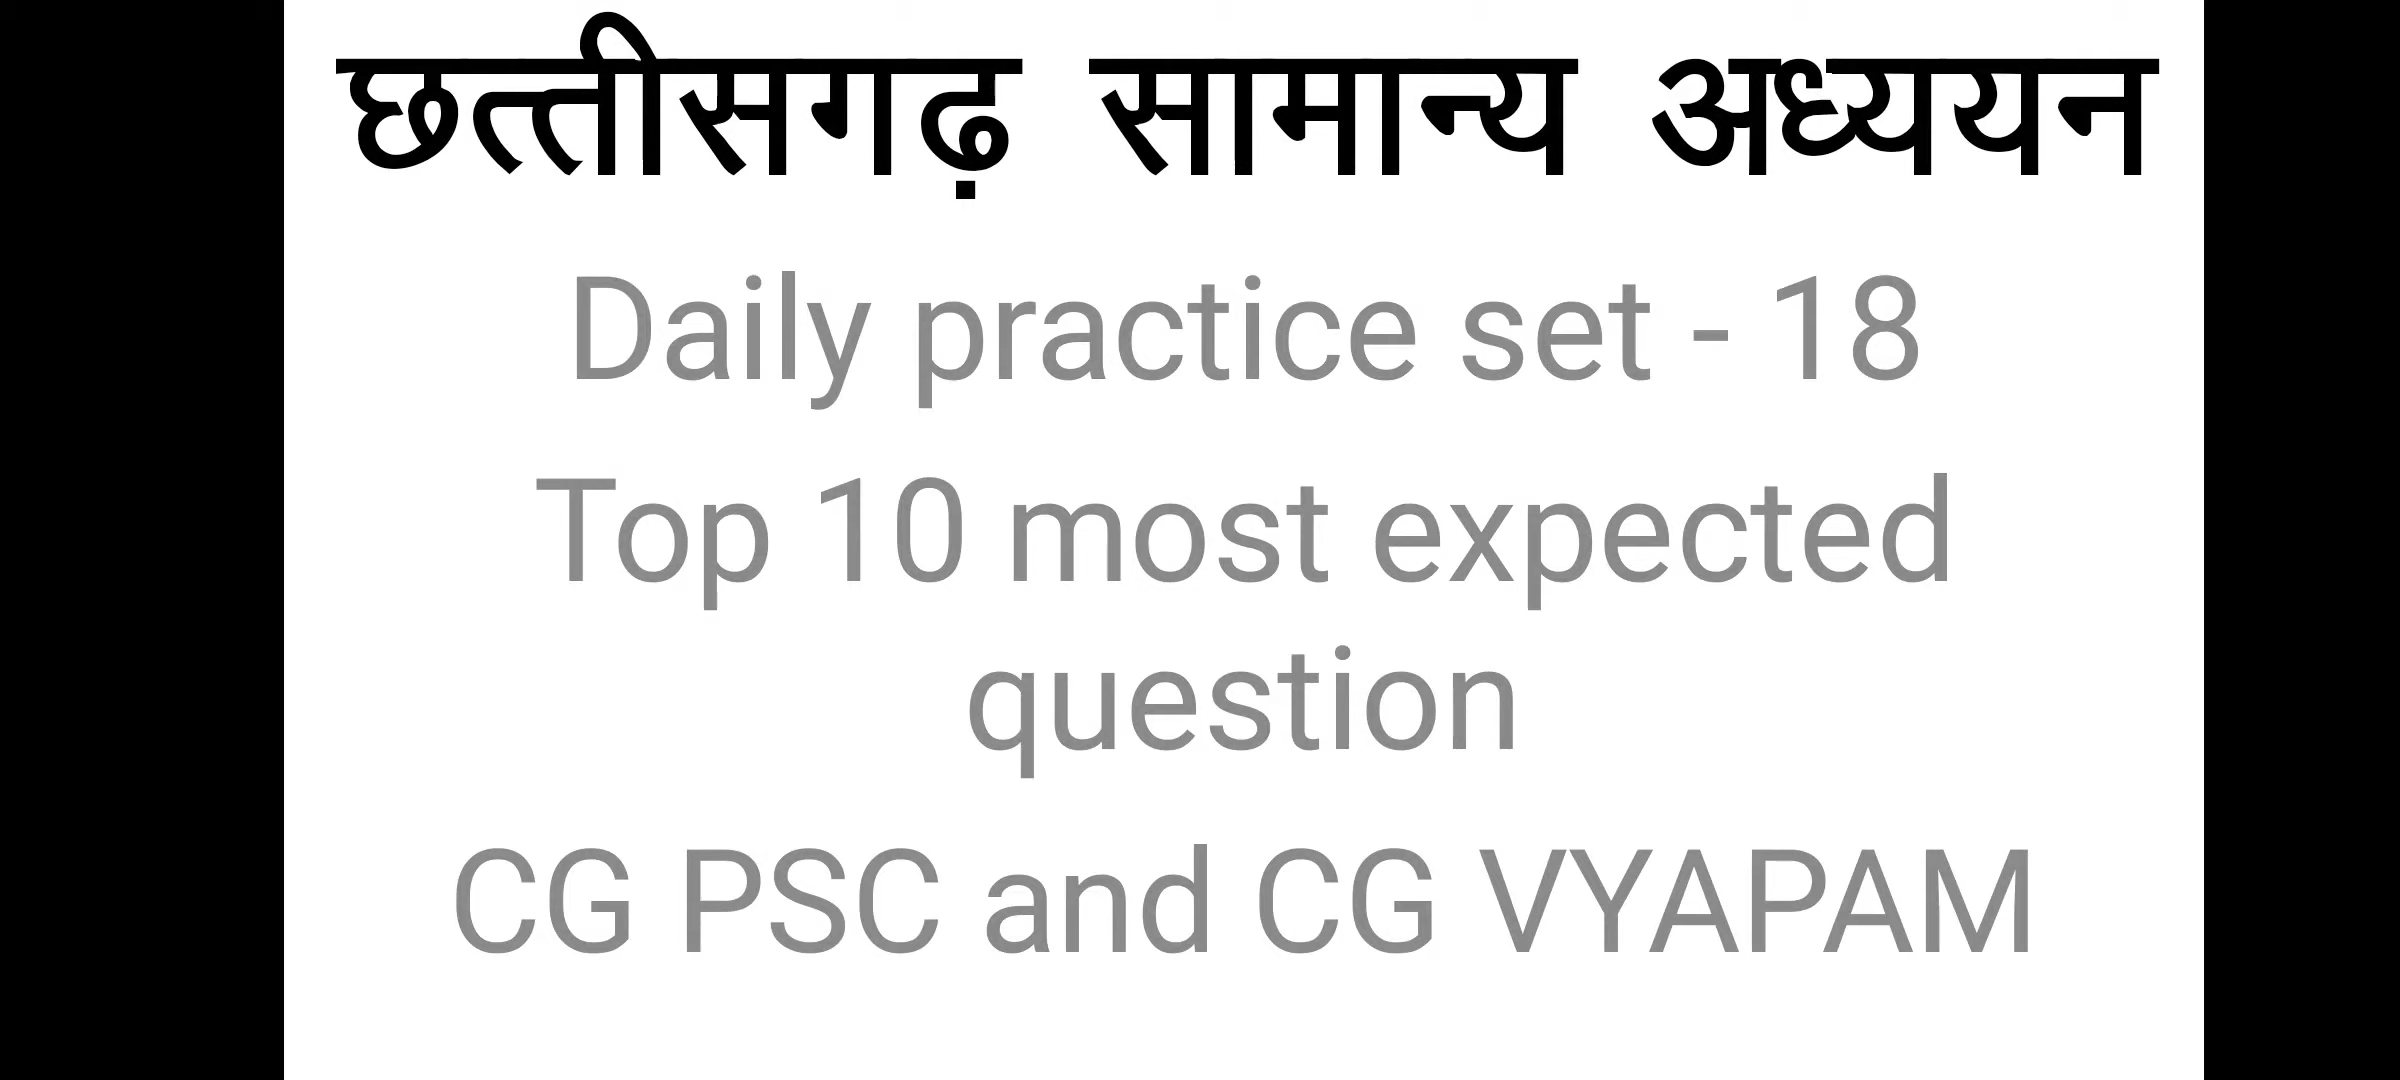 छत्तीसगढ़ सामान्य अध्ययन
Daily practice set - 18
Top 10 most expected
question
CG PSC and CG VYAPAM